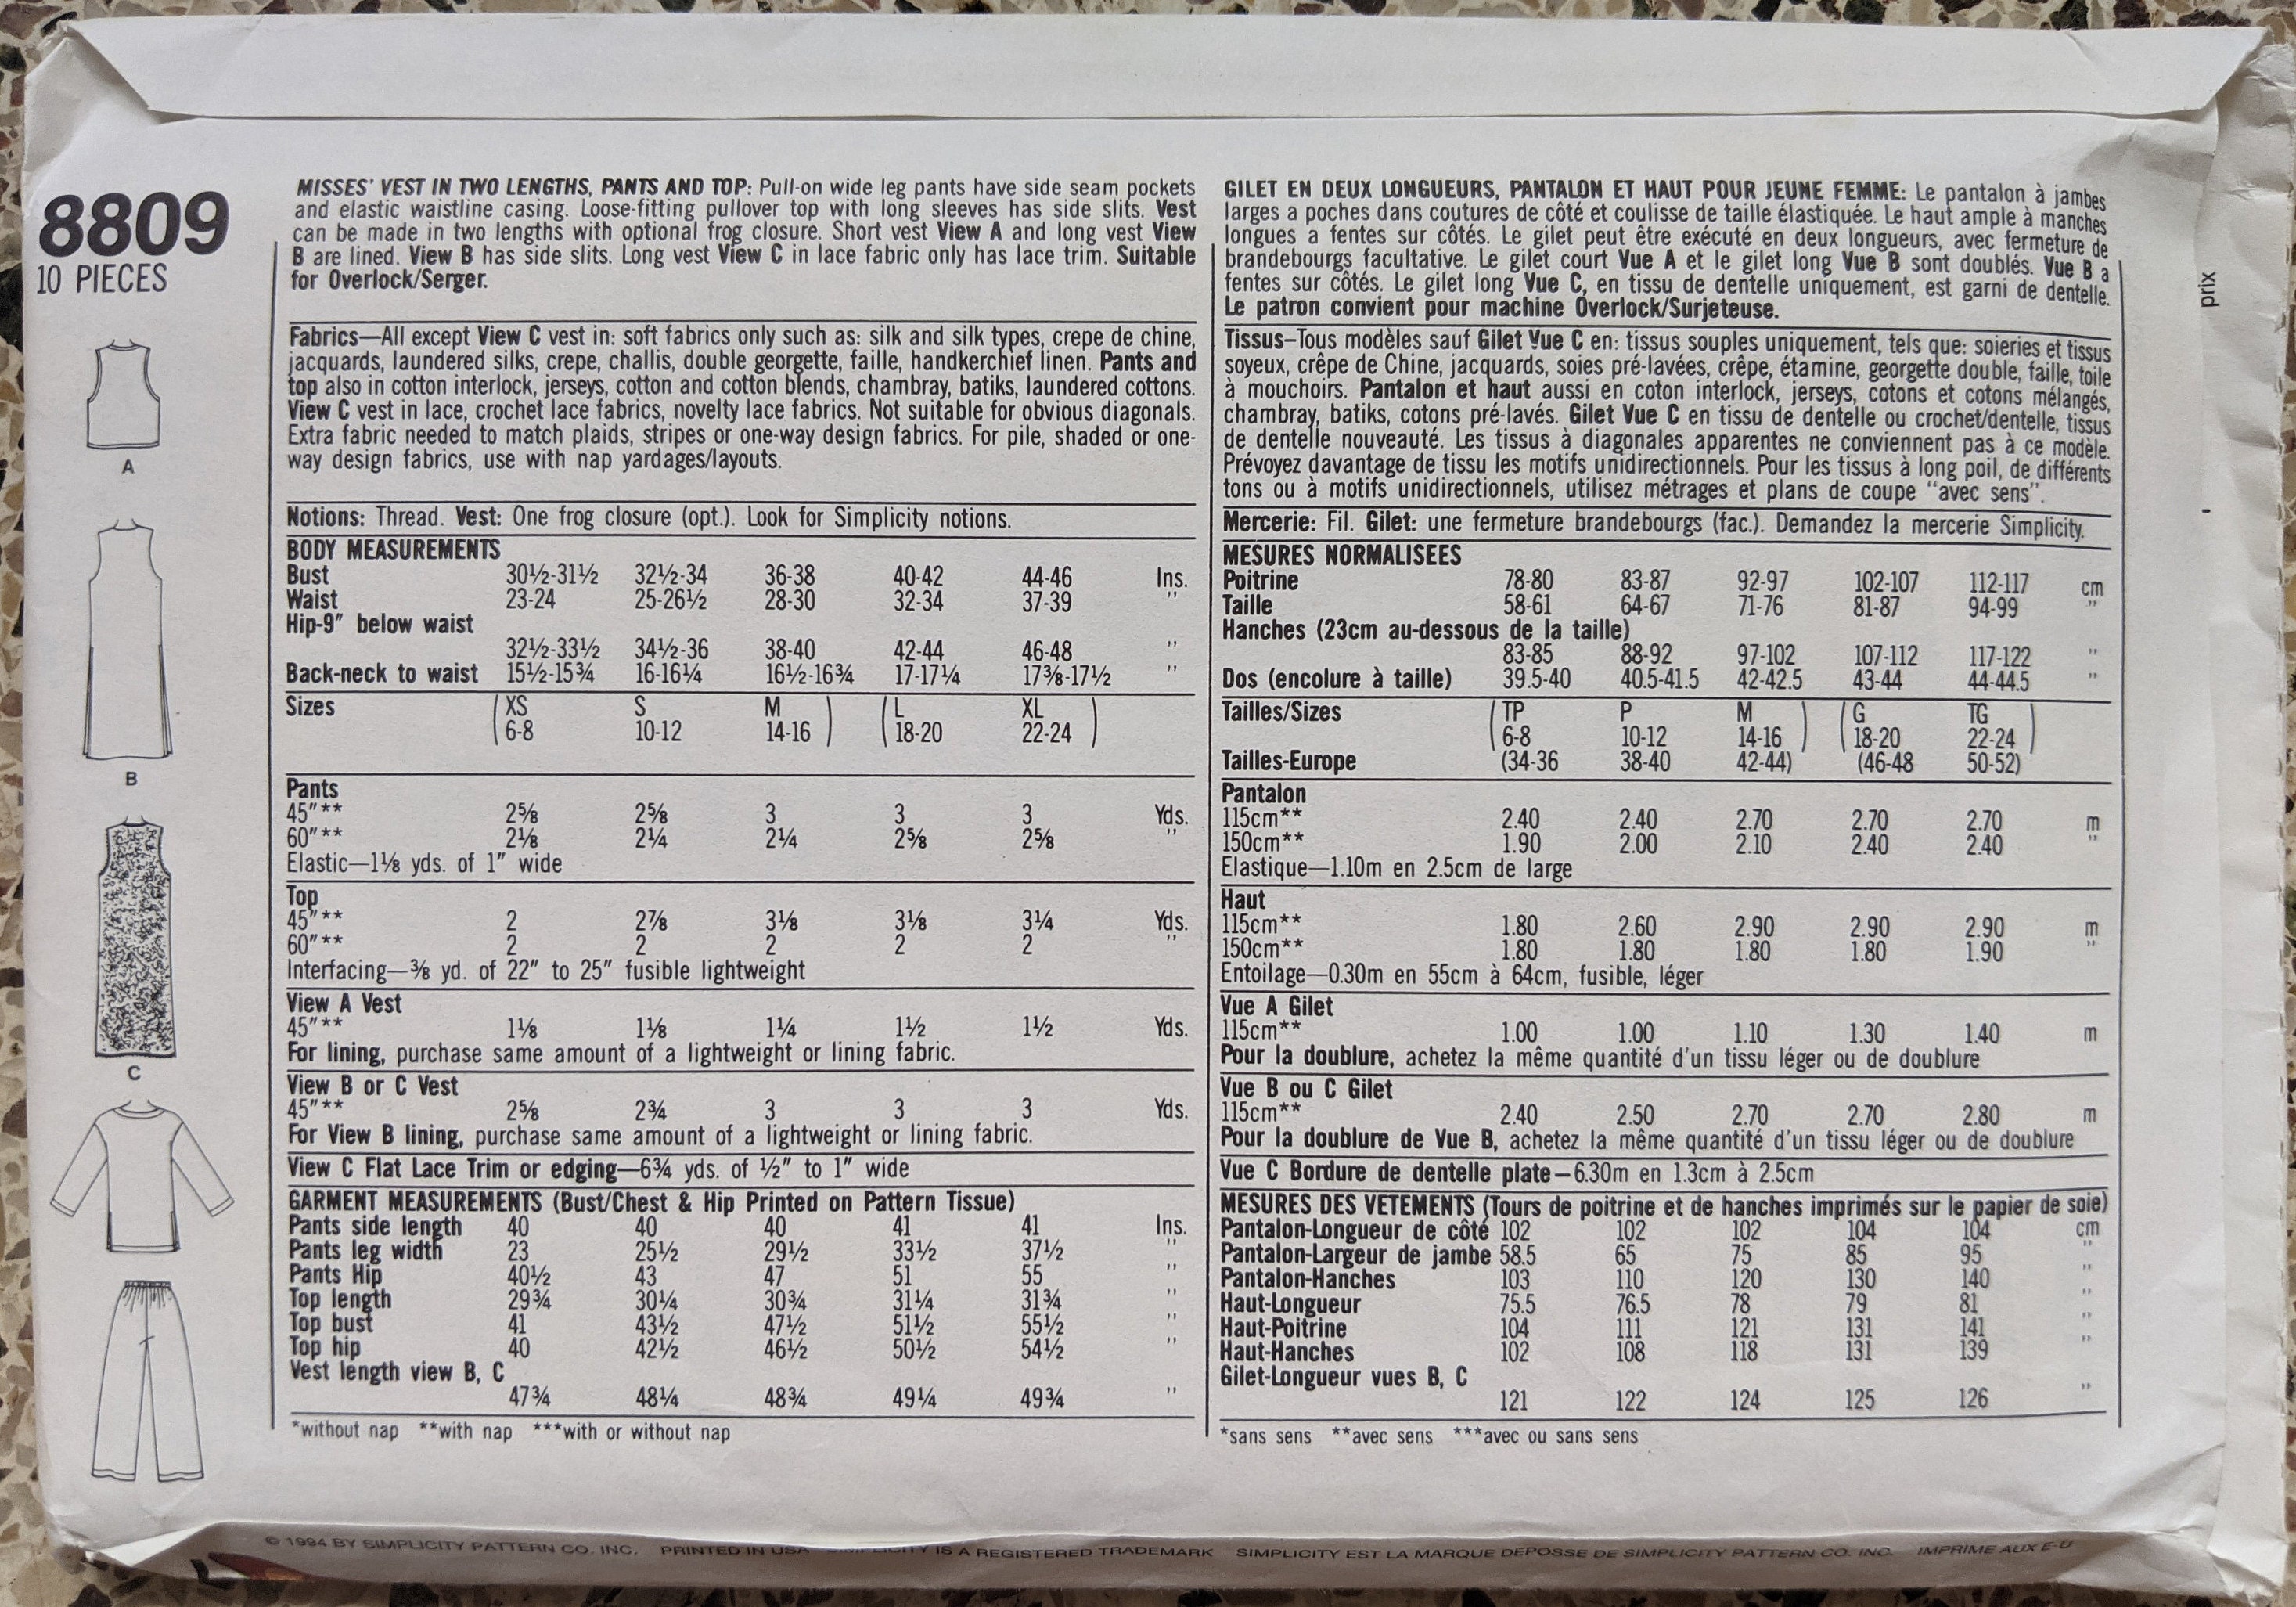 8809
10 PIECES
A
B
C
MISSES' VEST IN TWO LENGTHS, PANTS AND TOP: Pull-on wide leg pants have side seam pockets
and elastic waistline casing. Loose-fitting pullover top with long sleeves has side slits. Vest
can be made in two lengths with optional frog closure. Short vest View A and long vest View
B are lined. View B has side slits. Long vest View C in lace fabric only has lace trim. Suitable
for Overlock/Serger.
Fabrics—All except View C vest in: soft fabrics only such as: silk and silk types, crepe de chine,
jacquards, laundered silks, crepe, challis, double georgette, faille, handkerchief linen. Pants and
top also in cotton interlock, jerseys, cotton and cotton blends, chambray, batiks, laundered cottons.
View C vest in lace, crochet lace fabrics, novelty lace fabrics. Not suitable for obvious diagonals.
Extra fabric needed to match plaids, stripes or one-way design fabrics. For pile, shaded or one-
way design fabrics, use with nap yardages/layouts.
Notions: Thread. Vest: One frog closure (opt.). Look for Simplicity notions.
BODY MEASUREMENTS
Bust 30½-31½ 32½-34 36-38 40-42 44-46 Ins.
Waist 23-24 25-26½ 28-30 32-34 37-39 "
Hip-9" below waist
32½-33½ 34½-36 38-40 42-44 46-48 "
Back-neck to waist 15½-15¾ 16-16¼ 16½-16¾ 17-17¼ 17⅜-17½ "
Sizes (XS S M) (L XL)
6-8 10-12 14-16 18-20 22-24
Pants
45"** 2⅝ 2⅝ 3 3 3 Yds.
60"** 2⅛ 2¼ 2¼ 2⅝ 2⅝ "
Elastic—1⅛ yds. of 1" wide
Top
45"** 2 2⅞ 3⅛ 3⅛ 3¼ Yds.
60"** 2 2 2 2 2 "
Interfacing—⅜ yd. of 22" to 25" fusible lightweight
View A Vest
45"** 1⅛ 1⅛ 1¼ 1½ 1½ Yds.
For lining, purchase same amount of a lightweight or lining fabric.
View B or C Vest
45"** 2⅝ 2¾ 3 3 3 Yds.
For View B lining, purchase same amount of a lightweight or lining fabric.
View C Flat Lace Trim or edging—6¾ yds. of ½" to 1" wide
GARMENT MEASUREMENTS (Bust/Chest & Hip Printed on Pattern Tissue)
Pants side length 40 40 40 41 41 Ins.
Pants leg width 23 25½ 29½ 33½ 37½ "
Pants Hip 40½ 43 47 51 55 "
Top length 29¾ 30¼ 30¾ 31¼ 31¾ "
Top bust 41 43½ 47½ 51½ 55½ "
Top hip 40 42½ 46½ 50½ 54½ "
Vest length view B, C
47¾ 48¼ 48¾ 49¼ 49¾ "
*without nap **with nap ***with or without nap
GILET EN DEUX LONGUEURS, PANTALON ET HAUT POUR JEUNE FEMME: Le pantalon à jambes
larges a poches dans coutures de côté et coulisse de taille élastiquée. Le haut ample à manches
longues a fentes sur côtés. Le gilet peut être exécuté en deux longueurs, avec fermeture de
brandebourgs facultative. Le gilet court Vue A et le gilet long Vue B sont doublés. Vue B a
fentes sur côtés. Le gilet long Vue C, en tissu de dentelle uniquement, est garni de dentelle.
Le patron convient pour machine Overlock/Surjeteuse.
Tissus—Tous modèles sauf Gilet Vue C en: tissus souples uniquement, tels que: soieries et tissus
soyeux, crêpe de Chine, jacquards, soies pré-lavées, crêpe, étamine, georgette double, faille, toile
à mouchoirs. Pantalon et haut aussi en coton interlock, jerseys, cotons et cotons mélangés,
chambray, batiks, cotons pré-lavés. Gilet Vue C en tissu de dentelle ou crochet/dentelle, tissus
de dentelle nouveauté. Les tissus à diagonales apparentes ne conviennent pas à ce modèle.
Prévoyez davantage de tissu les motifs unidirectionnels. Pour les tissus à long poil, de différents
tons ou à motifs unidirectionnels, utilisez métrages et plans de coupe "avec sens".
Mercerie: Fil. Gilet: une fermeture brandebourgs (fac.). Demandez la mercerie Simplicity.
MESURES NORMALISEES
Poitrine 78-80 83-87 92-97 102-107 112-117 cm
Taille 58-61 64-67 71-76 81-87 94-99 "
Hanches (23cm au-dessous de la taille)
83-85 88-92 97-102 107-112 117-122 "
Dos (encolure à taille) 39.5-40 40.5-41.5 42-42.5 43-44 44-44.5 "
Tailles/Sizes (TP P M) (G TG)
6-8 10-12 14-16 18-20 22-24
Tailles-Europe (34-36 38-40 42-44) (46-48 50-52)
Pantalon
115cm** 2.40 2.40 2.70 2.70 2.70 m
150cm** 1.90 2.00 2.10 2.40 2.40 "
Elastique—1.10m en 2.5cm de large
Haut
115cm** 1.80 2.60 2.90 2.90 2.90 m
150cm** 1.80 1.80 1.80 1.80 1.90 "
Entoilage—0.30m en 55cm à 64cm, fusible, léger
Vue A Gilet
115cm** 1.00 1.00 1.10 1.30 1.40 m
Pour la doublure, achetez la même quantité d'un tissu léger ou de doublure
Vue B ou C Gilet
115cm** 2.40 2.50 2.70 2.70 2.80 m
Pour la doublure de Vue B, achetez la même quantité d'un tissu léger ou de doublure
Vue C Bordure de dentelle plate—6.30m en 1.3cm à 2.5cm
MESURES DES VETEMENTS (Tours de poitrine et de hanches imprimés sur le papier de soie)
Pantalon-Longueur de côté 102 102 102 104 104 cm
Pantalon-Largeur de jambe 58.5 65 75 85 95 "
Pantalon-Hanches 103 110 120 130 140 "
Haut-Longueur 75.5 76.5 78 79 81 "
Haut-Poitrine 104 111 121 131 141 "
Haut-Hanches 102 108 118 131 139 "
Gilet-Longueur vues B, C
121 122 124 125 126 "
*sans sens **avec sens ***avec ou sans sens
prix
© 1994 BY SIMPLICITY PATTERN CO. INC. PRINTED IN USA IS A REGISTERED TRADEMARK SIMPLICITY EST LA MARQUE DEPOSSE DE SIMPLICITY PATTERN CO. INC. IMPRIME AUX E-U